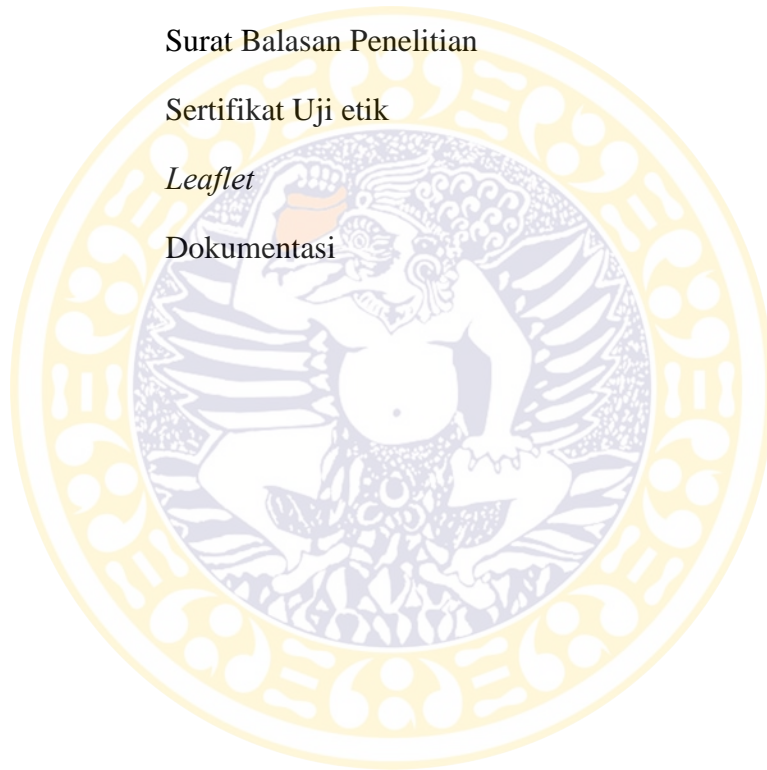 Surat Balasan Penelitian
Sertifikat Uji etik
Leaflet
Dokumentasi